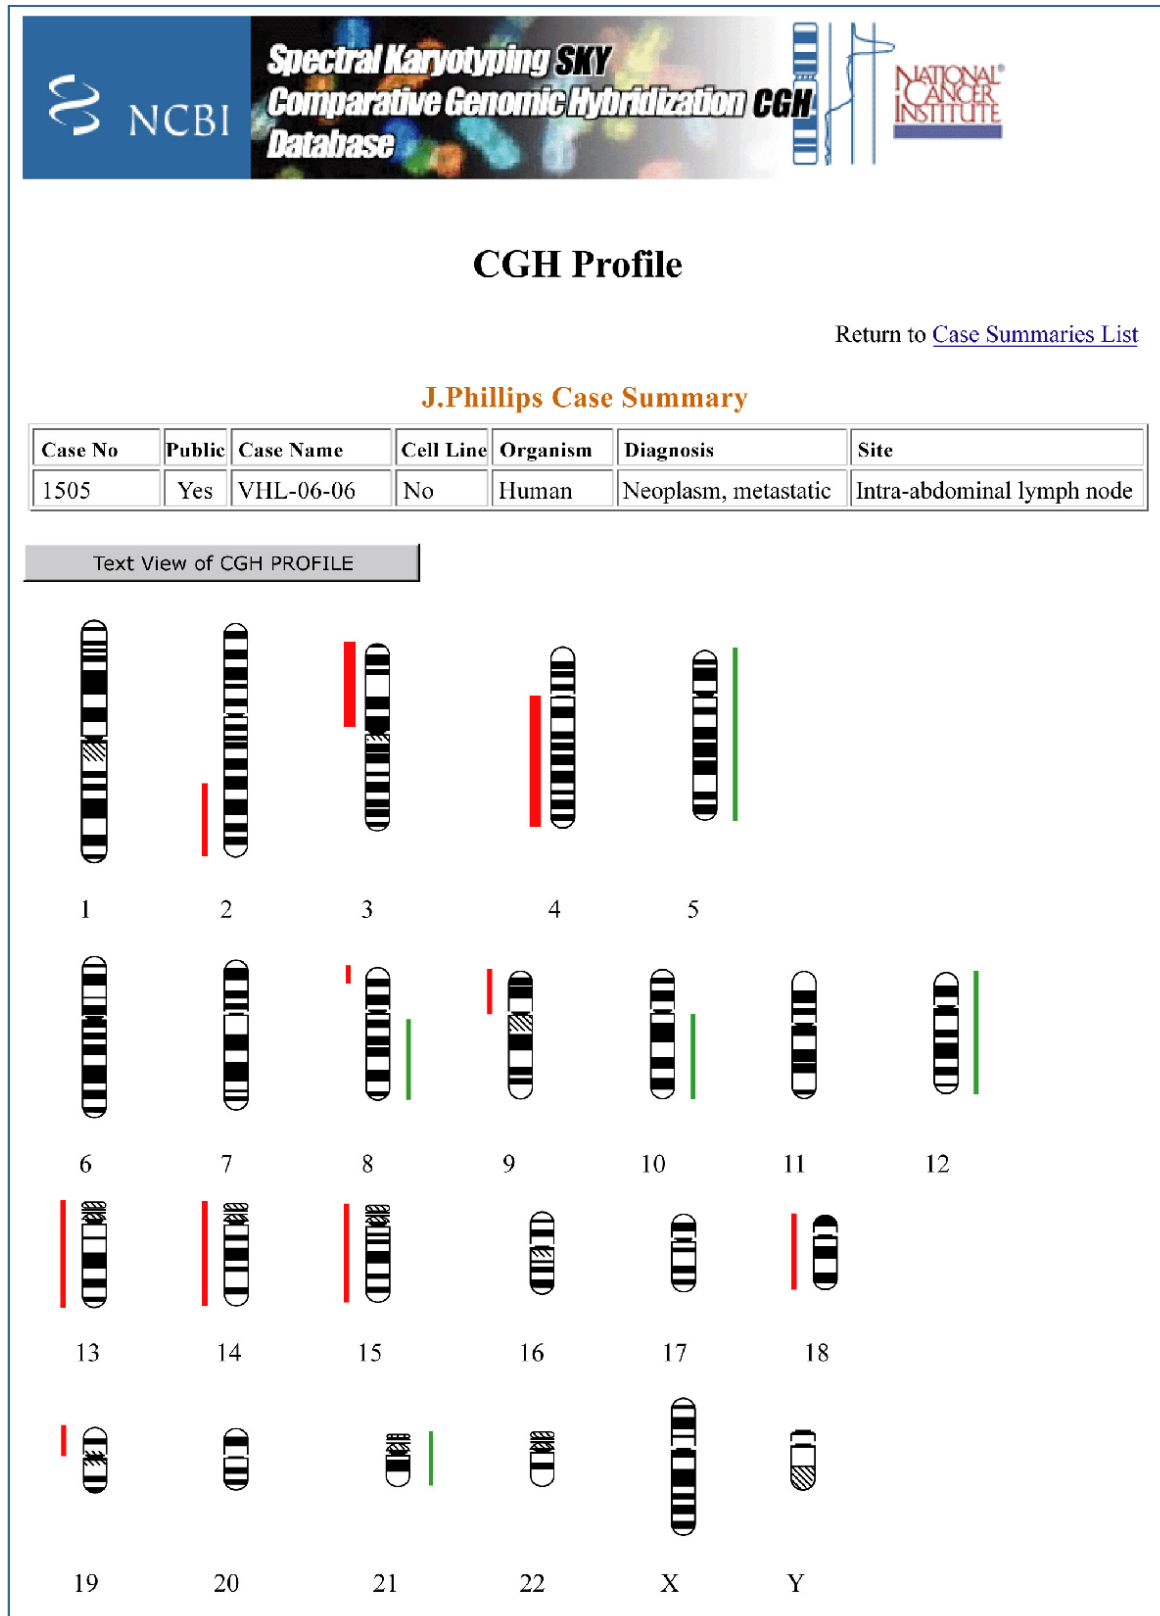 NCBI
Spectral Karyotyping SKY
Comparative Genomic Hybridization CGH
Database
NATIONAL
CANCER
INSTITUTE
CGH Profile
Return to Case Summaries List
J.Phillips Case Summary
Case No Public Case Name Cell Line Organism Diagnosis Site
1505 Yes VHL-06-06 No Human Neoplasm, metastatic Intra-abdominal lymph node
Text View of CGH PROFILE
1 2 3 4 5
6 7 8 9 10 11 12
13 14 15 16 17 18
19 20 21 22 X Y